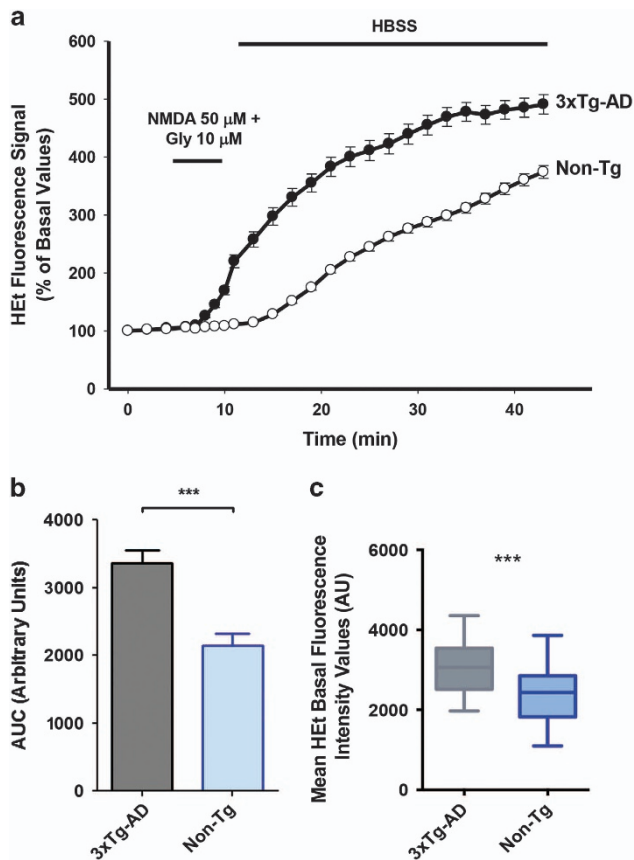 a
HBSS
600
500
400
300
200
100
0
HEt Fluorescence Signal
(% of Basal Values)
NMDA 50 μM +
Gly 10 μM
3xTg-AD
Non-Tg
0
10
20
30
40
Time (min)
b
***
4000
3000
2000
1000
0
AUC (Arbitrary Units)
3xTg-AD
Non-Tg
c
***
6000
4000
2000
0
Mean HEt Basal Fluorescence
Intensity Values (AU)
3xTg-AD
Non-Tg